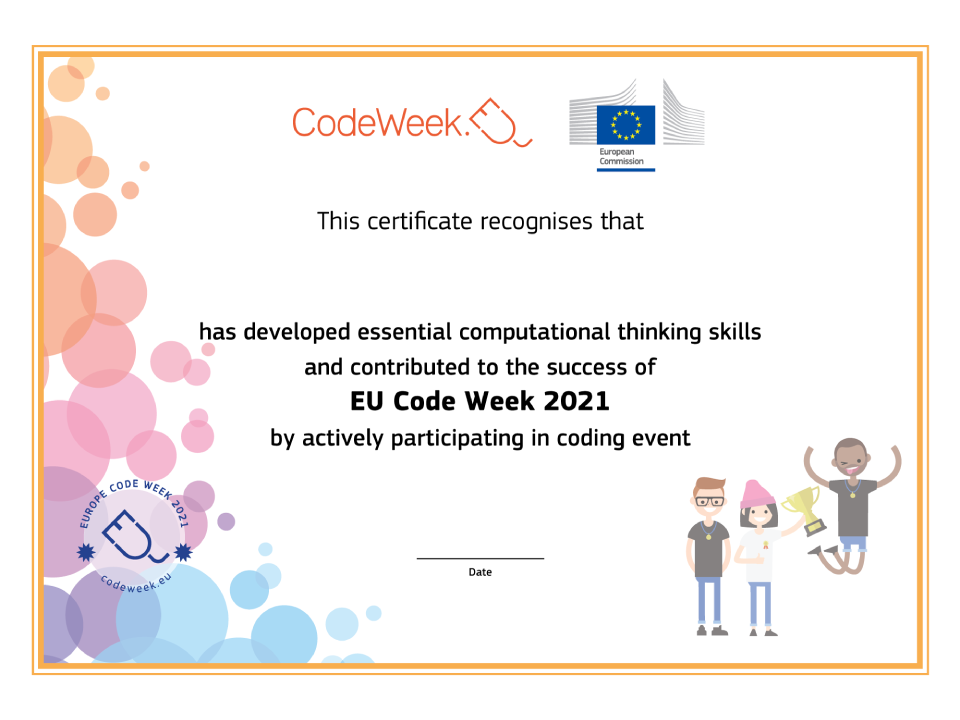 CodeWeek.
European
Commission
This certificate recognises that
has developed essential computational thinking skills
and contributed to the success of
EU Code Week 2021
by actively participating in coding event
EUROPE CODE WEEK 2021
codeweek.eu
Date